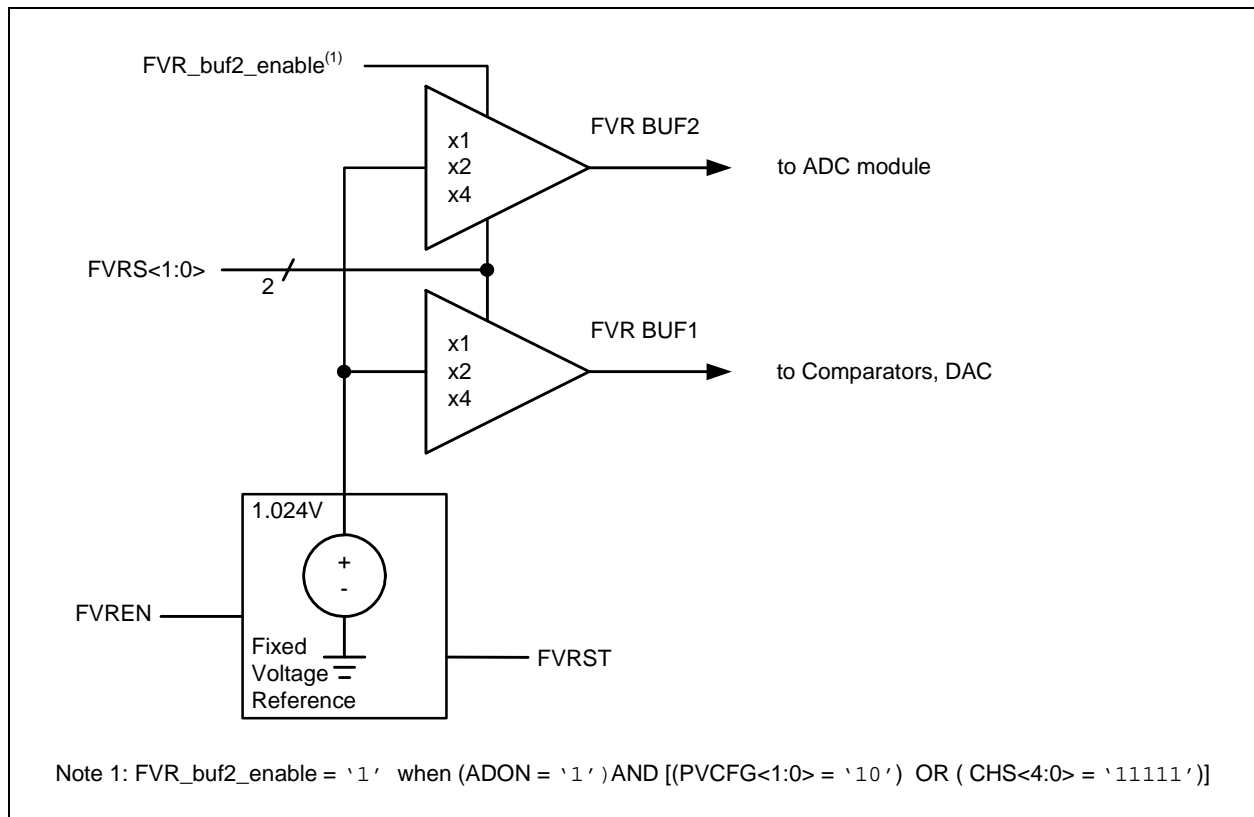 FVR_buf2_enable(1)
FVR BUF2
x1
x2
x4
to ADC module
FVRS<1:0>
2
FVR BUF1
x1
x2
x4
to Comparators, DAC
1.024V
+
-
FVREN
Fixed
Voltage
Reference
FVRST
Note 1: FVR_buf2_enable = ‘1’ when (ADON = ‘1’)AND [(PVCFG<1:0> = ‘10’) OR ( CHS<4:0> = ‘11111’)]